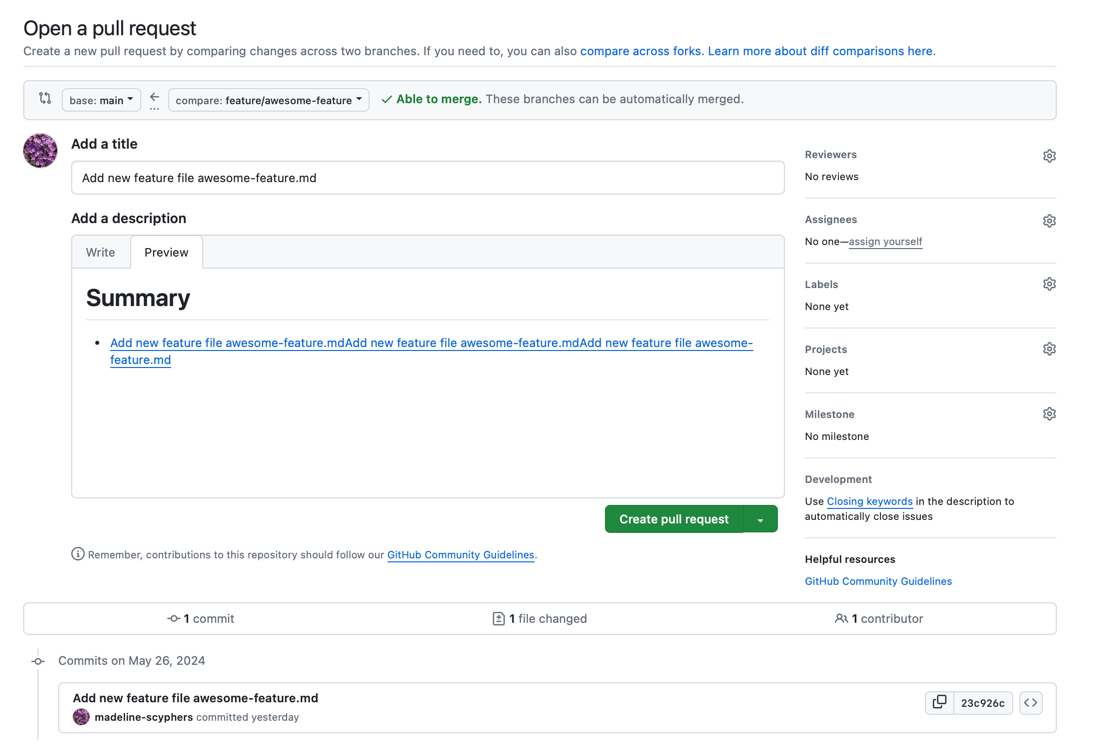 Open a pull request
Create a new pull request by comparing changes across two branches. If you need to, you can also compare across forks. Learn more about diff comparisons here.
base: main
compare: feature/awesome-feature
Able to merge. These branches can be automatically merged.
Add a title
Add new feature file awesome-feature.md
Add a description
Write
Preview
Summary
Add new feature file awesome-feature.mdAdd new feature file awesome-feature.mdAdd new feature file awesome-
feature.md
Create pull request
Remember, contributions to this repository should follow our GitHub Community Guidelines.
Reviewers
No reviews
Assignees
No one—assign yourself
Labels
None yet
Projects
None yet
Milestone
No milestone
Development
Use Closing keywords in the description to
automatically close issues
Helpful resources
GitHub Community Guidelines
1 commit
1 file changed
1 contributor
Commits on May 26, 2024
Add new feature file awesome-feature.md
madeline-scyphers committed yesterday
23c926c